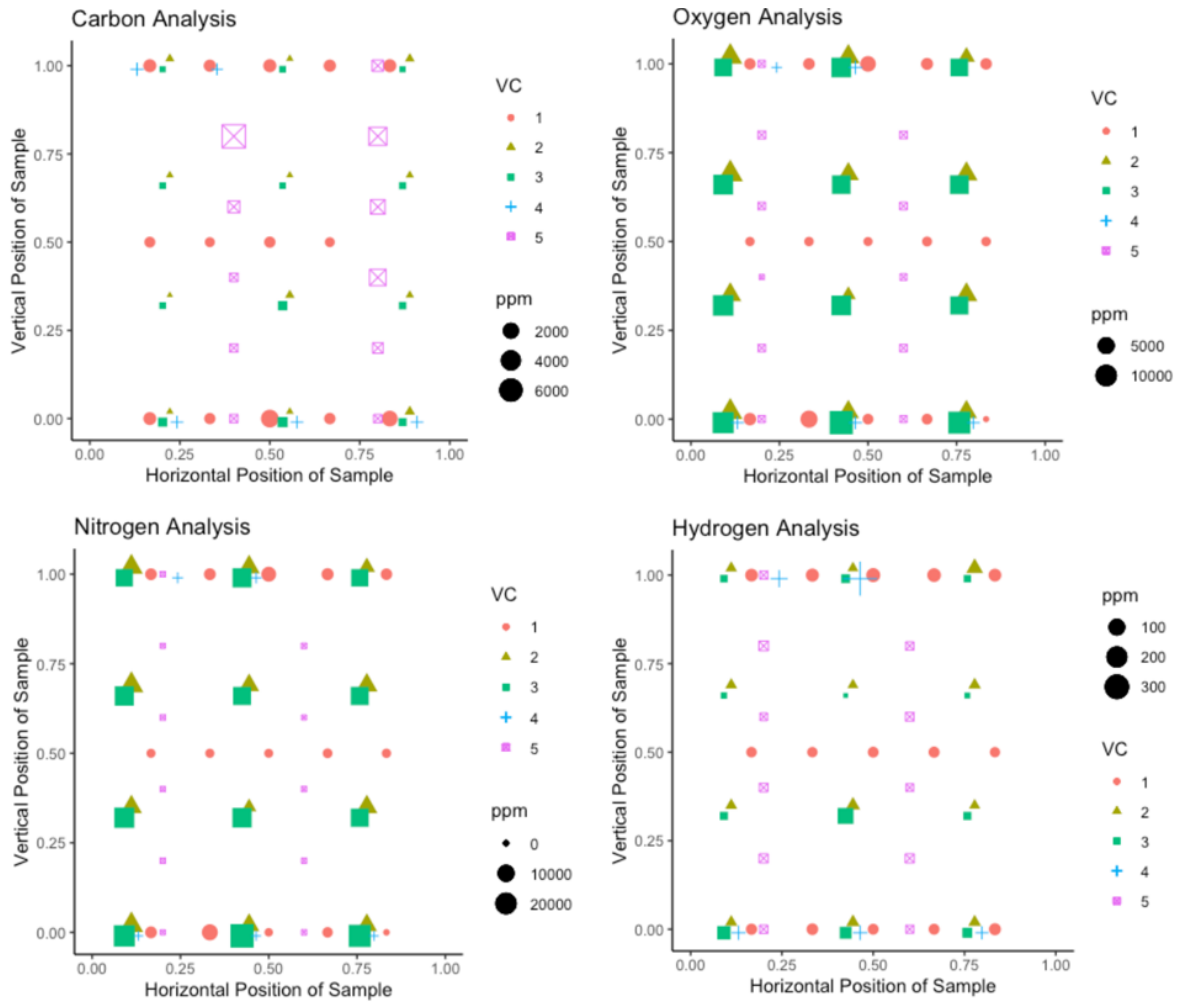 Carbon Analysis
Vertical Position of Sample
1.00
0.75
0.50
0.25
0.00
0.00 0.25 0.50 0.75 1.00
Horizontal Position of Sample
VC
1
2
3
4
5
ppm
2000
4000
6000
Oxygen Analysis
Vertical Position of Sample
1.00
0.75
0.50
0.25
0.00
0.00 0.25 0.50 0.75 1.00
Horizontal Position of Sample
VC
1
2
3
4
5
ppm
5000
10000
Nitrogen Analysis
Vertical Position of Sample
1.00
0.75
0.50
0.25
0.00
0.00 0.25 0.50 0.75 1.00
Horizontal Position of Sample
VC
1
2
3
4
5
ppm
0
10000
20000
Hydrogen Analysis
Vertical Position of Sample
1.00
0.75
0.50
0.25
0.00
0.00 0.25 0.50 0.75 1.00
Horizontal Position of Sample
ppm
100
200
300
VC
1
2
3
4
5